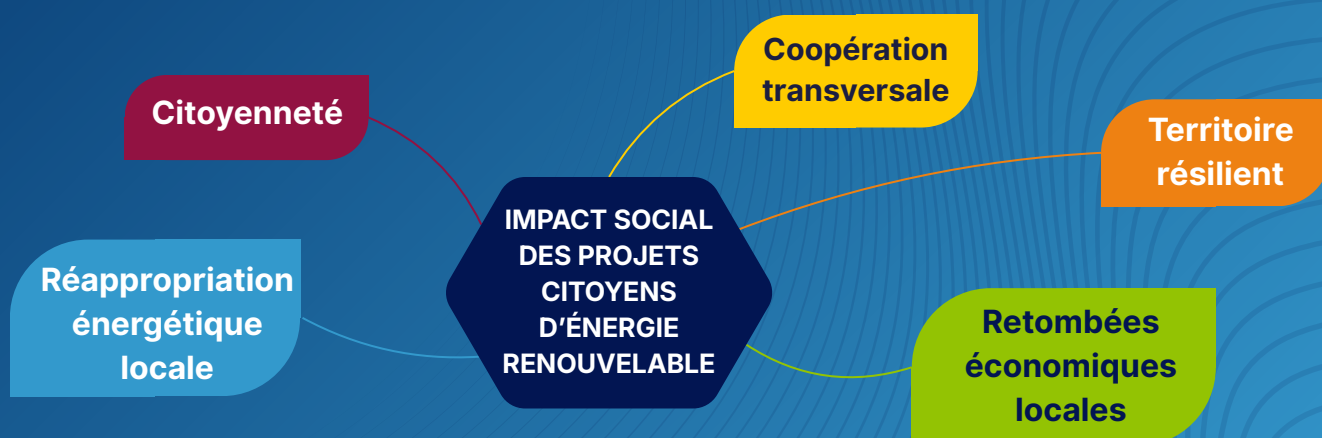 Coopération
transversale
Citoyenneté
Territoire
résilient
IMPACT SOCIAL
DES PROJETS
CITOYENS
D’ÉNERGIE
RENOUVELABLE
Réappropriation
énergétique
locale
Retombées
économiques
locales